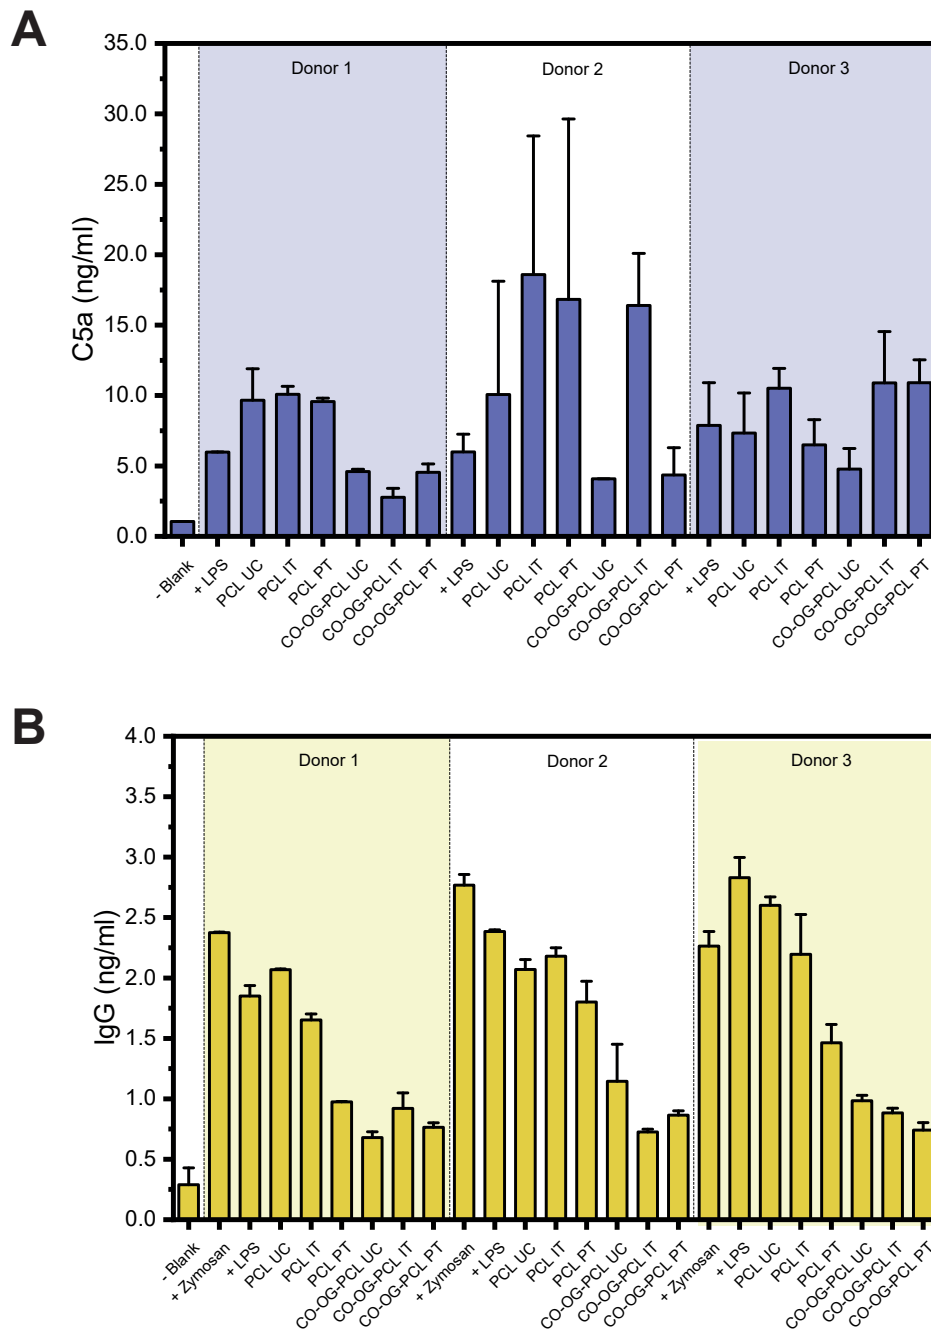 A
35.0
30.0
25.0
20.0
15.0
10.0
5.0
0.0
C5a (ng/ml)
Donor 1
Donor 2
Donor 3
- Blank
+ LPS
PCL UC
PCL IT
PCL PT
CO-OG-PCL UC
CO-OG-PCL IT
CO-OG-PCL PT
+ LPS
PCL UC
PCL IT
PCL PT
CO-OG-PCL UC
CO-OG-PCL IT
CO-OG-PCL PT
+ LPS
PCL UC
PCL IT
PCL PT
CO-OG-PCL UC
CO-OG-PCL IT
CO-OG-PCL PT
B
4.0
3.5
3.0
2.5
2.0
1.5
1.0
0.5
0.0
IgG (ng/ml)
Donor 1
Donor 2
Donor 3
- Blank
+ Zymosan
+ LPS
PCL UC
PCL IT
PCL PT
CO-OG-PCL UC
CO-OG-PCL IT
CO-OG-PCL PT
+ Zymosan
+ LPS
PCL UC
PCL IT
PCL PT
CO-OG-PCL UC
CO-OG-PCL IT
CO-OG-PCL PT
+ Zymosan
+ LPS
PCL UC
PCL IT
PCL PT
CO-OG-PCL UC
CO-OG-PCL IT
CO-OG-PCL PT